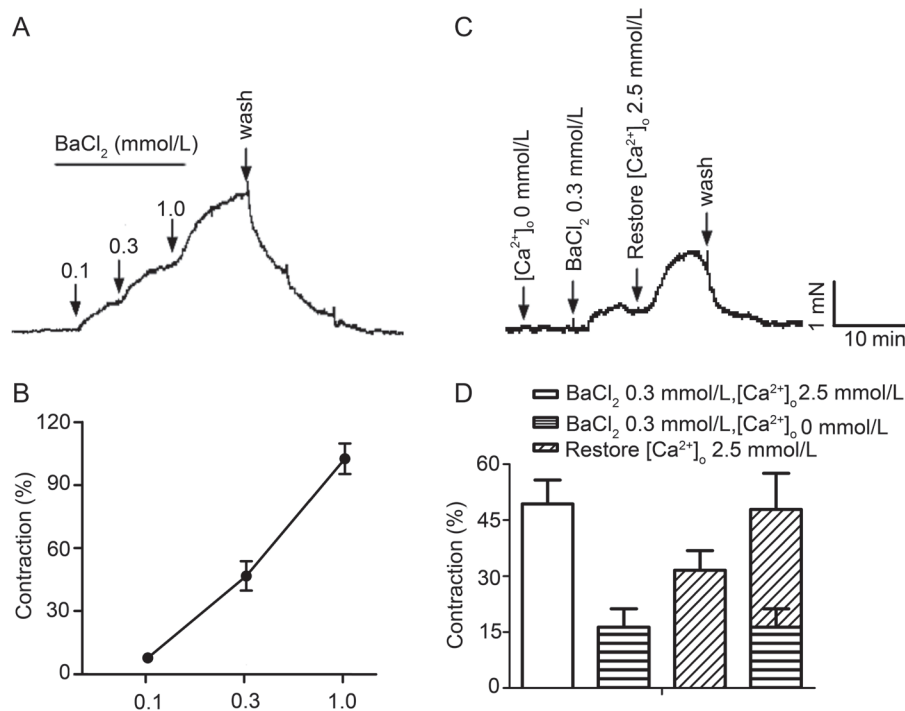 A
BaCl2 (mmol/L)
0.1
0.3
1.0
wash
C
[Ca2+]o 0 mmol/L
BaCl2 0.3 mmol/L
Restore [Ca2+]o 2.5 mmol/L
wash
1 mN
10 min
B
Contraction (%)
120
90
60
30
0
0.1
0.3
1.0
D
BaCl2 0.3 mmol/L,[Ca2+]o 2.5 mmol/L
BaCl2 0.3 mmol/L,[Ca2+]o 0 mmol/L
Restore [Ca2+]o 2.5 mmol/L
Contraction (%)
60
45
30
15
0